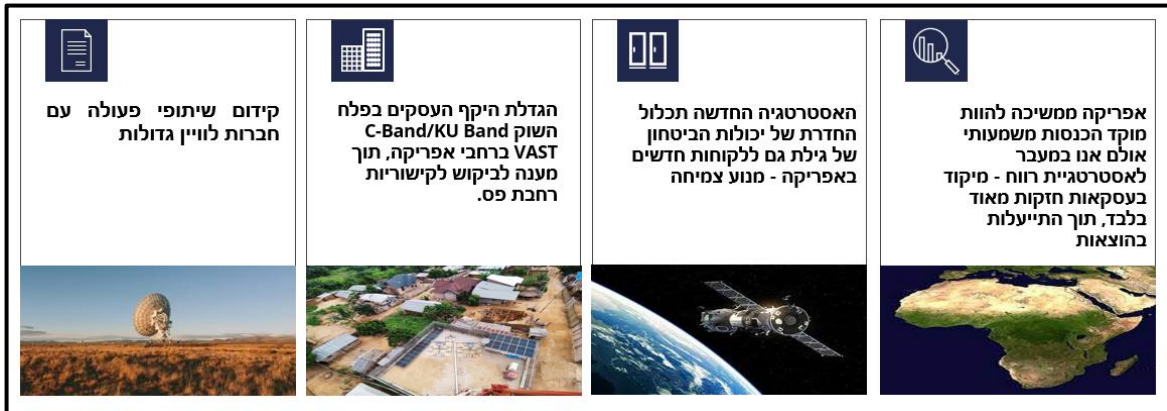 אפריקה ממשיכה להוות
מוקד הכנסות משמעותי
אולם אנו במעבר
לאסטרטגיית רווח - מיקוד
בעסקאות חזקות מאוד
בלבד, תוך התייעלות
בהוצאות
האסטרטגיה החדשה תכלול
החדרת של יכולות הביטחון
של גילת גם ללקוחות חדשים
באפריקה - מנוע צמיחה
הגדלת היקף העסקים בפלח
השוק C-Band/KU Band
VAST ברחבי אפריקה, תוך
מענה לביקוש לקישוריות
רחבת פס.
קידום שיתופי פעולה עם
חברות לוויין גדולות